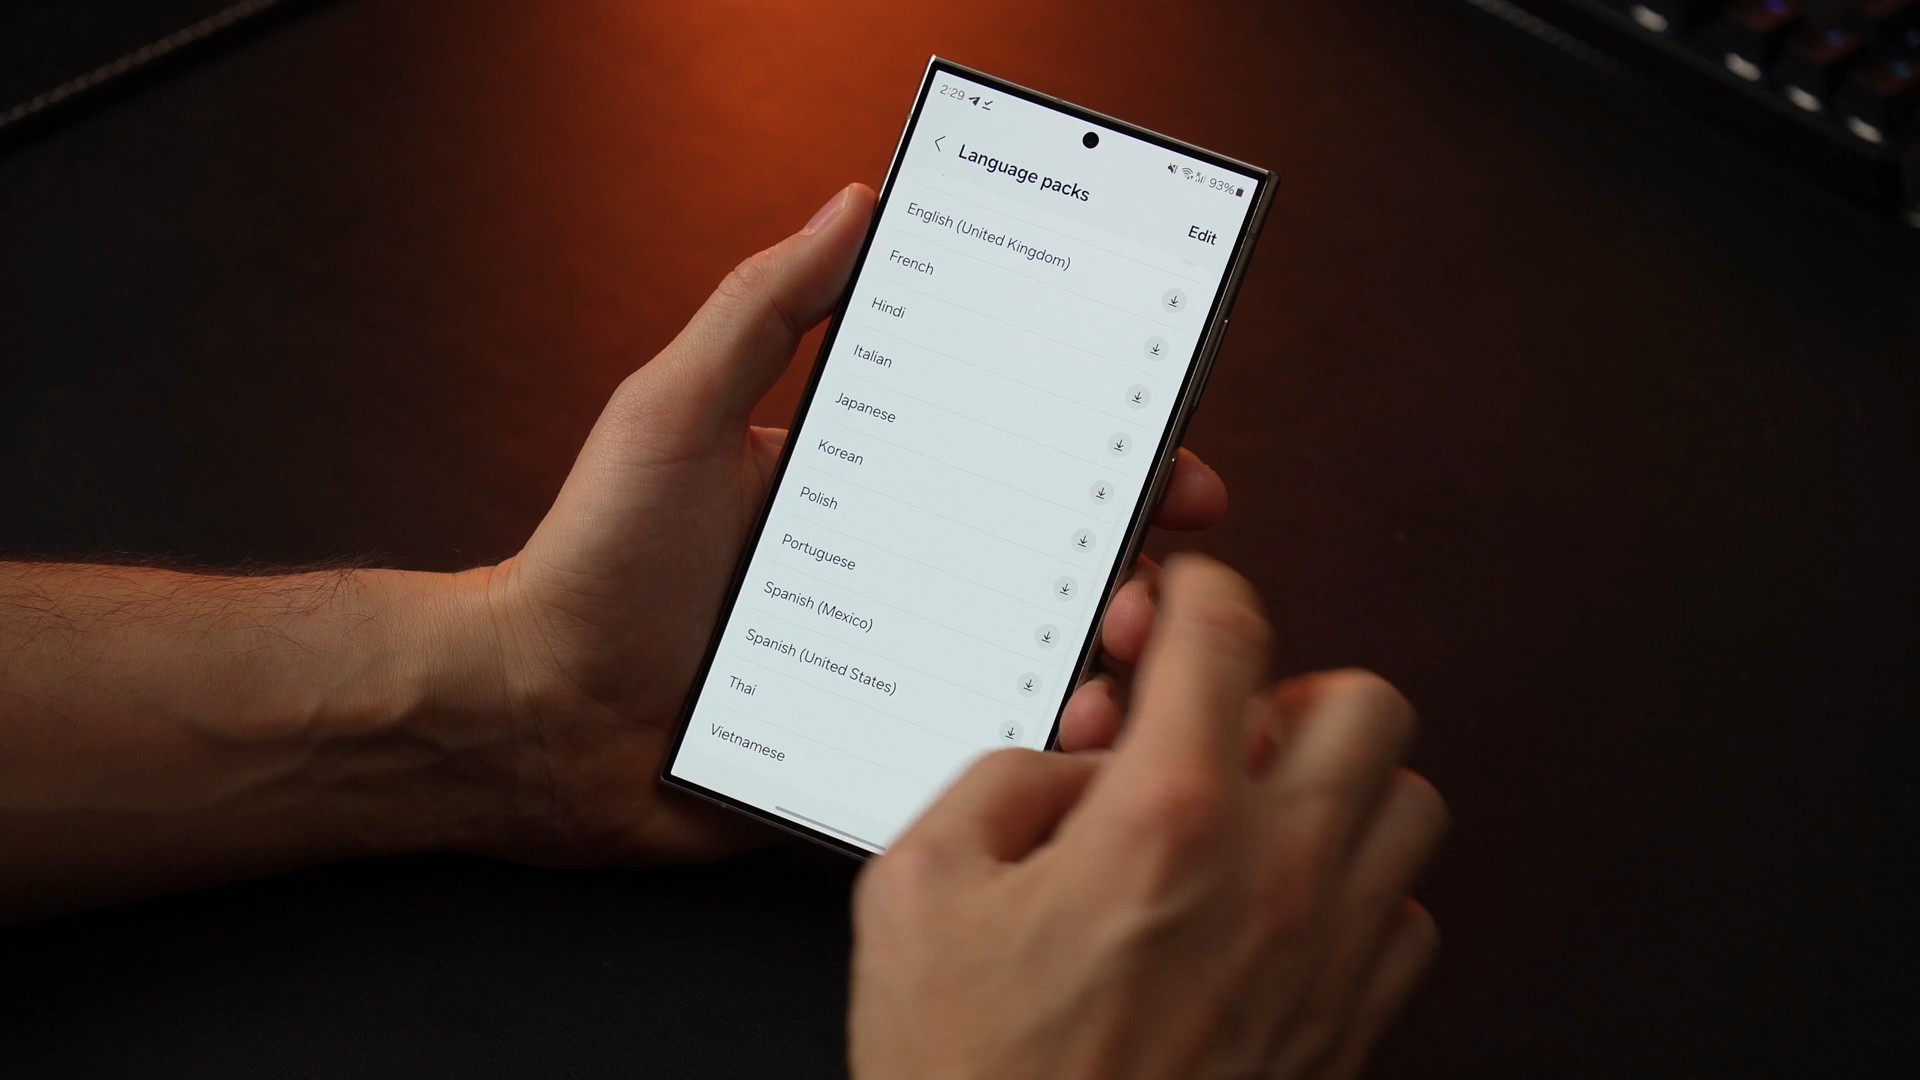 2:29
93%
Language packs
Edit
English (United Kingdom)
French
Hindi
Italian
Japanese
Korean
Polish
Portuguese
Spanish (Mexico)
Spanish (United States)
Thai
Vietnamese